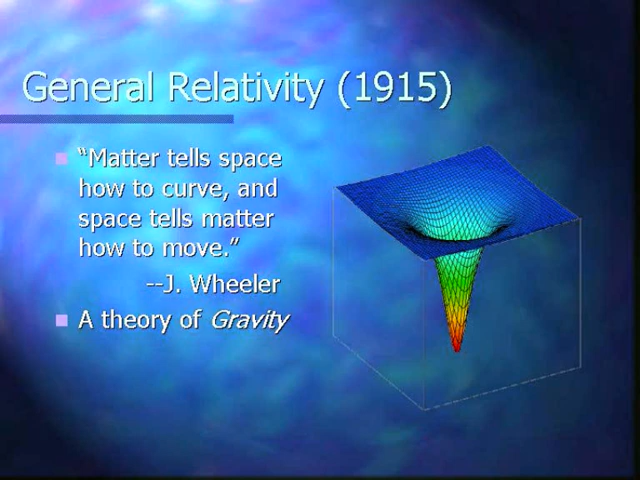 General Relativity (1915)
“Matter tells space
how to curve, and
space tells matter
how to move.”
--J. Wheeler
A theory of Gravity